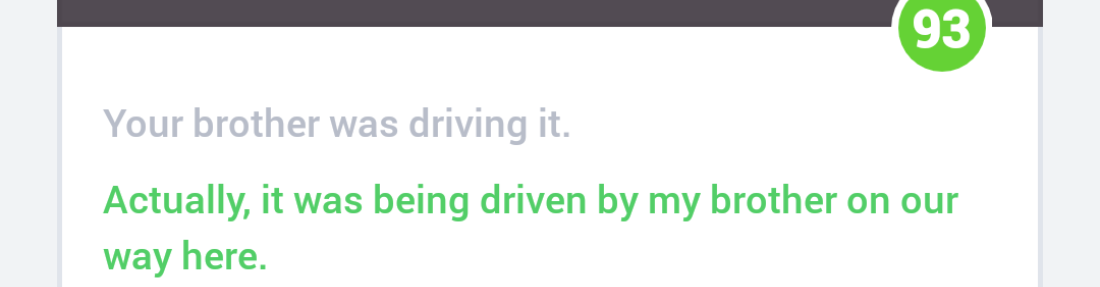 93
Your brother was driving it.
Actually, it was being driven by my brother on our
way here.